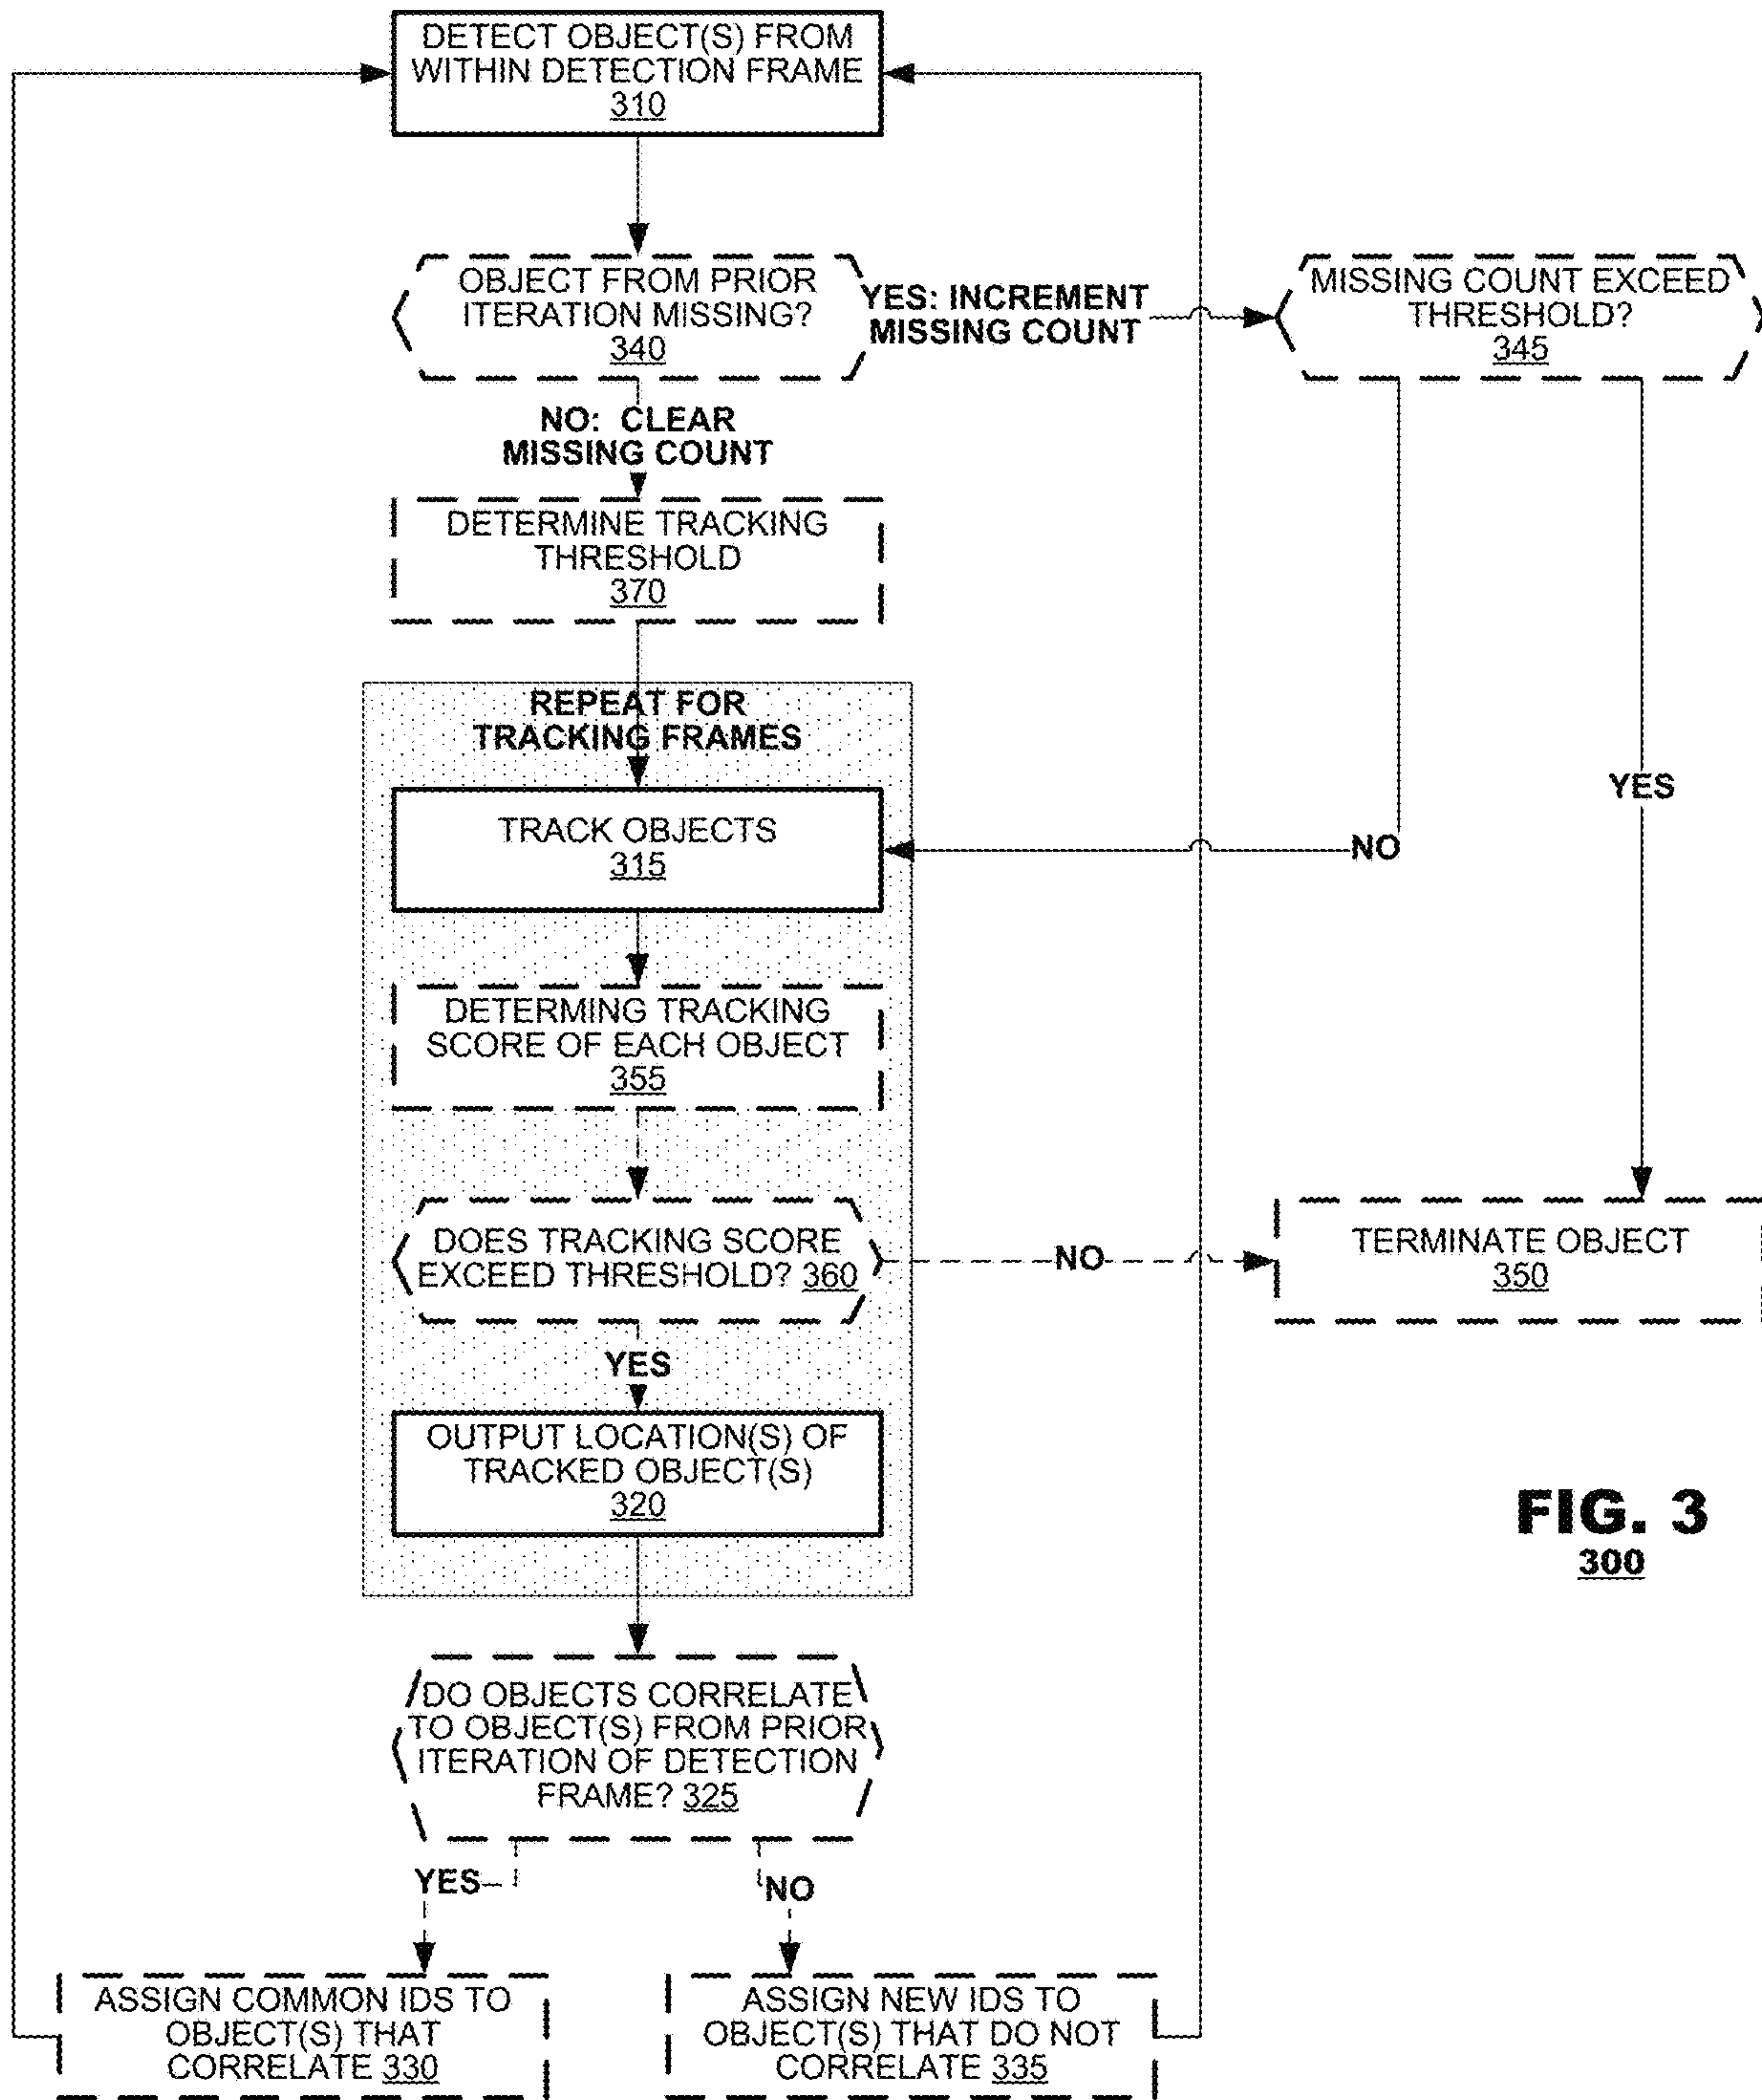 DETECT OBJECT(S) FROM
WITHIN DETECTION FRAME
310
OBJECT FROM PRIOR
ITERATION MISSING?
340
YES: INCREMENT
MISSING COUNT
MISSING COUNT EXCEED
THRESHOLD?
345
NO: CLEAR
MISSING COUNT
DETERMINE TRACKING
THRESHOLD
370
REPEAT FOR
TRACKING FRAMES
YES
TRACK OBJECTS
315
NO
DETERMING TRACKING
SCORE OF EACH OBJECT
355
DOES TRACKING SCORE
EXCEED THRESHOLD? 360
NO
TERMINATE OBJECT
350
YES
OUTPUT LOCATION(S) OF
TRACKED OBJECT(S)
320
FIG. 3
300
DO OBJECTS CORRELATE
TO OBJECT(S) FROM PRIOR
ITERATION OF DETECTION
FRAME? 325
YES
NO
ASSIGN COMMON IDS TO
OBJECT(S) THAT
CORRELATE 330
ASSIGN NEW IDS TO
OBJECT(S) THAT DO NOT
CORRELATE 335